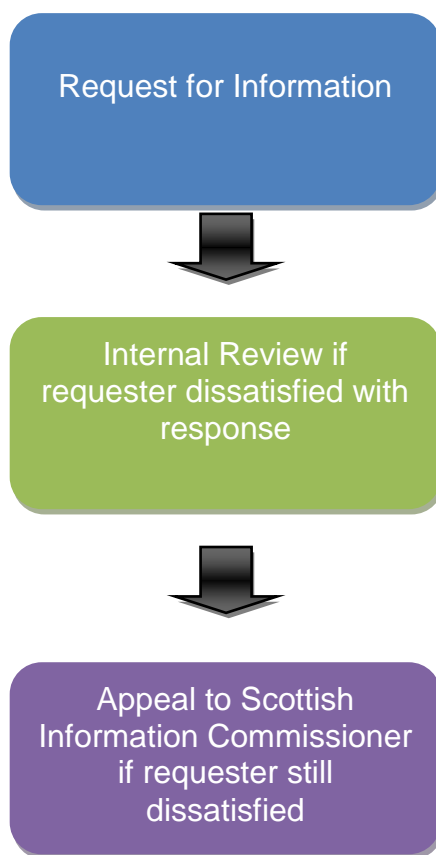 Request for Information
Internal Review if
requester dissatisfied with
response
Appeal to Scottish
Information Commissioner
if requester still
dissatisfied